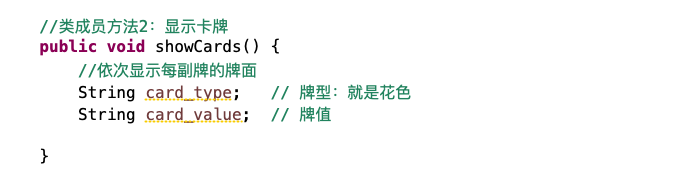 //类成员方法2：显示卡牌
public void showCards() {
//依次显示每副牌的牌面
String card_type;   // 牌型：就是花色
String card_value;  // 牌值
}